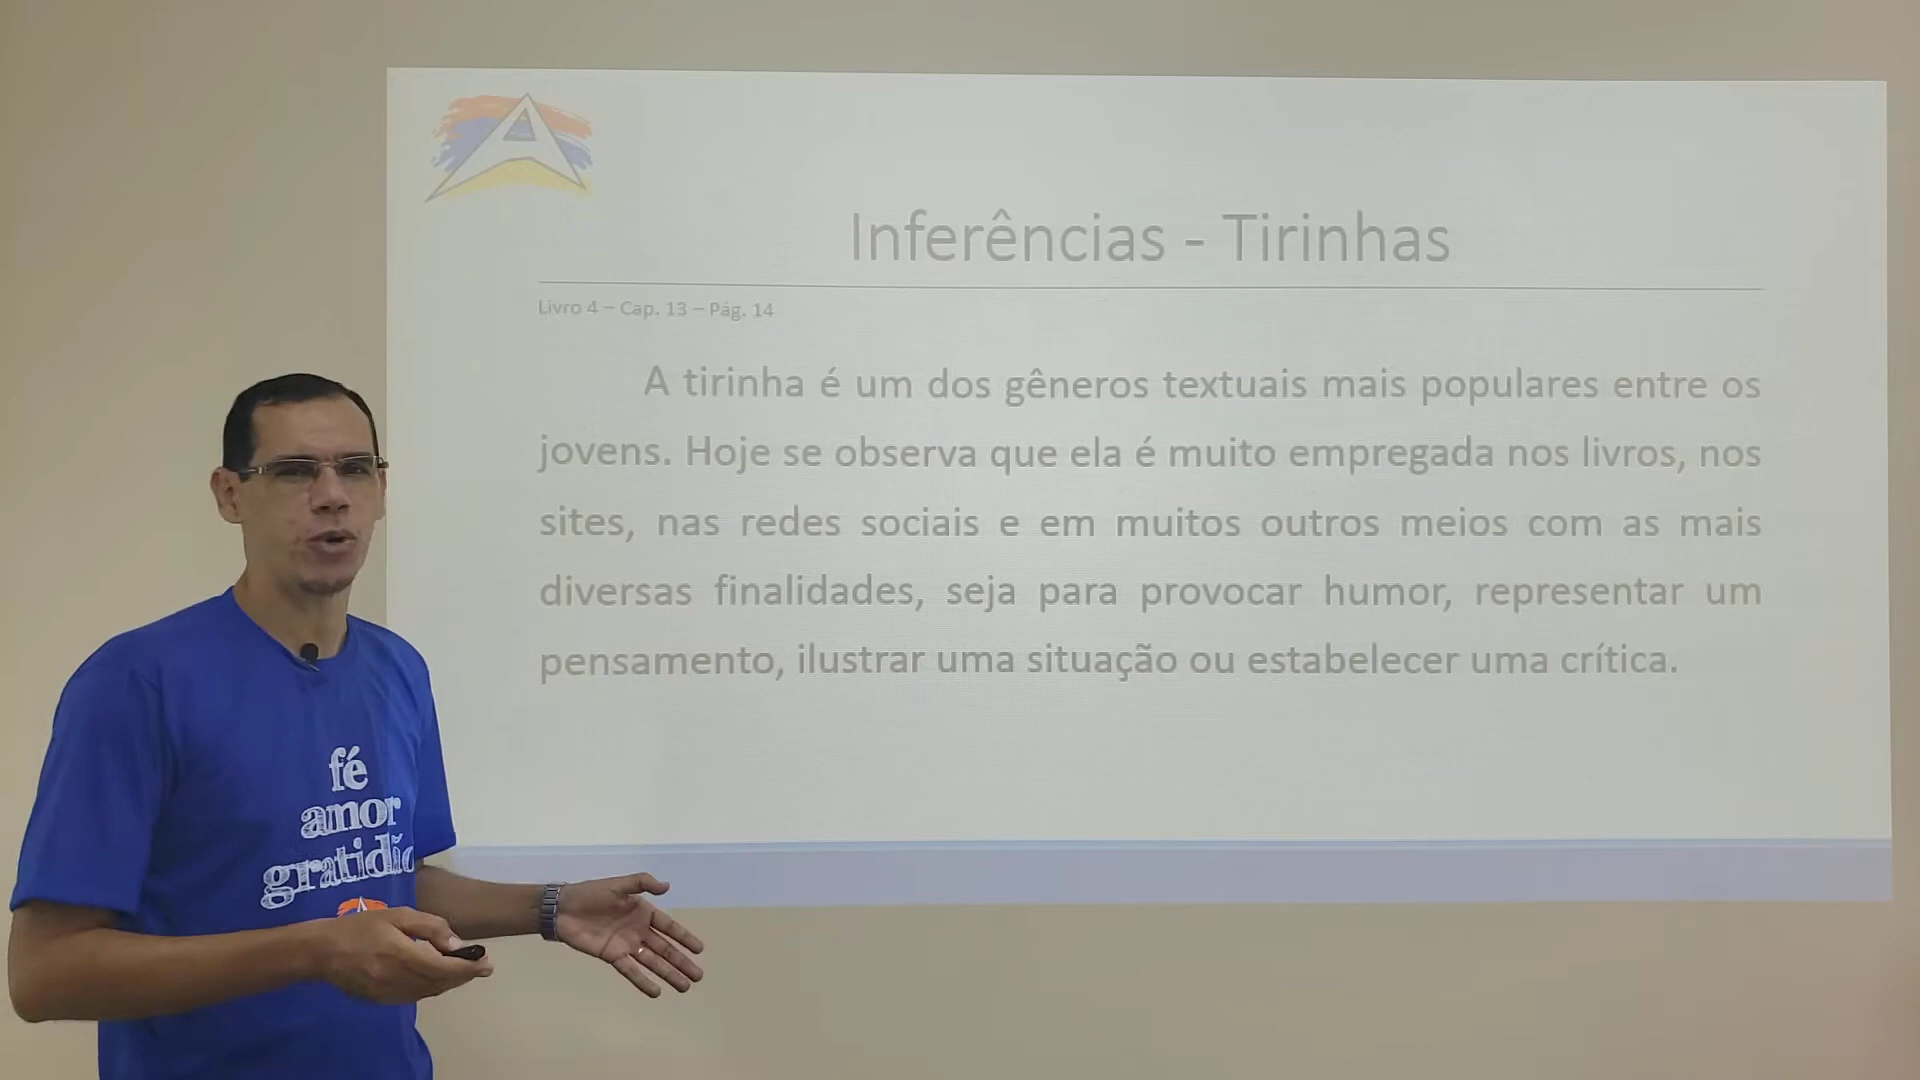 Inferências - Tirinhas
Livro 4 – Cap. 13 – Pág. 14
A tirinha é um dos gêneros textuais mais populares entre os
jovens. Hoje se observa que ela é muito empregada nos livros, nos
sites, nas redes sociais e em muitos outros meios com as mais
diversas finalidades, seja para provocar humor, representar um
pensamento, ilustrar uma situação ou estabelecer uma crítica.
fé
amor
gratidão